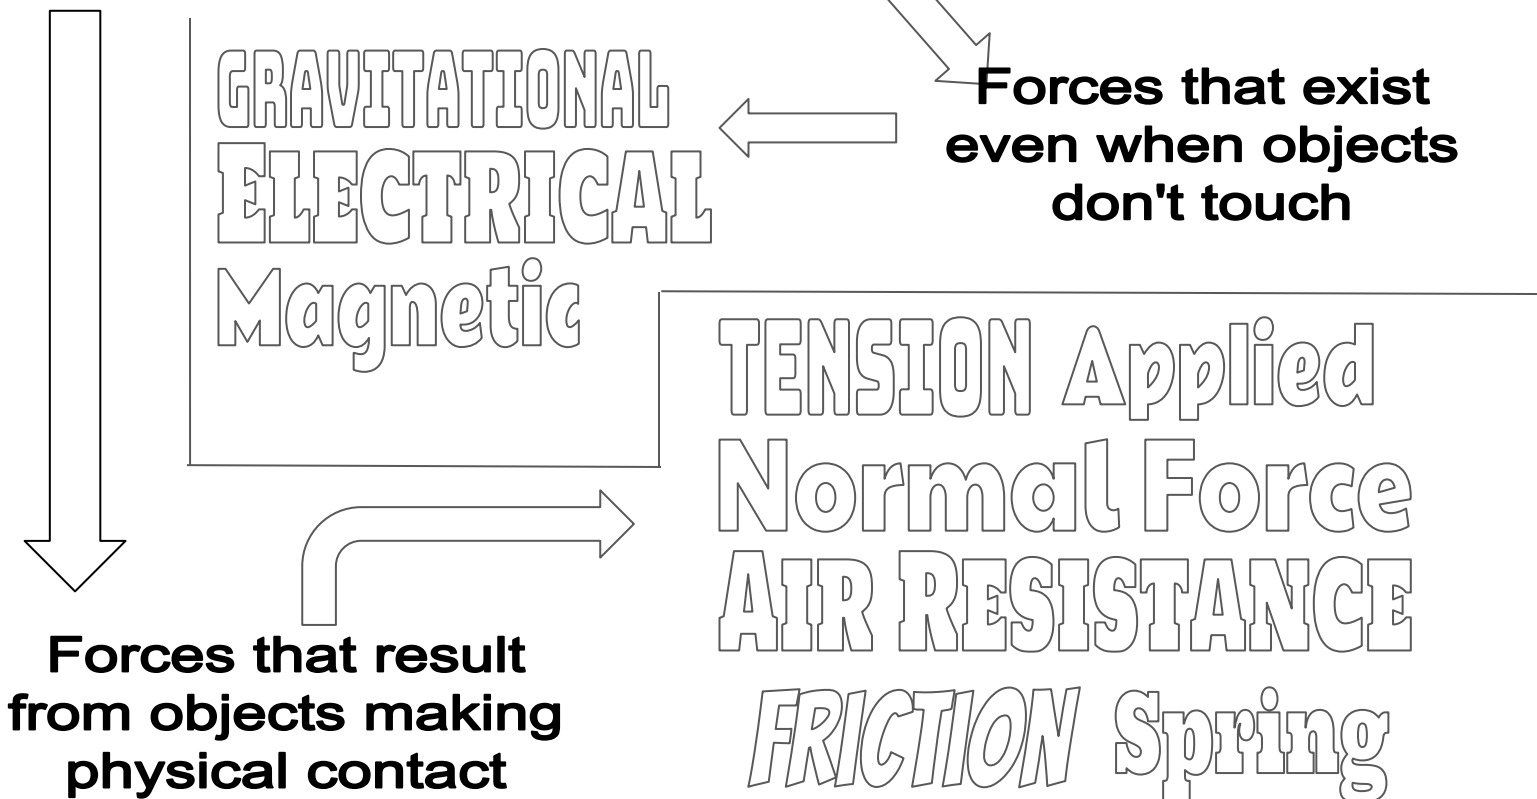 GRAVITATIONAL
ELECTRICAL
Magnetic
Forces that exist
even when objects
don't touch
TENSION Applied
Normal Force
AIR RESISTANCE
FRICTION Spring
Forces that result
from objects making
physical contact